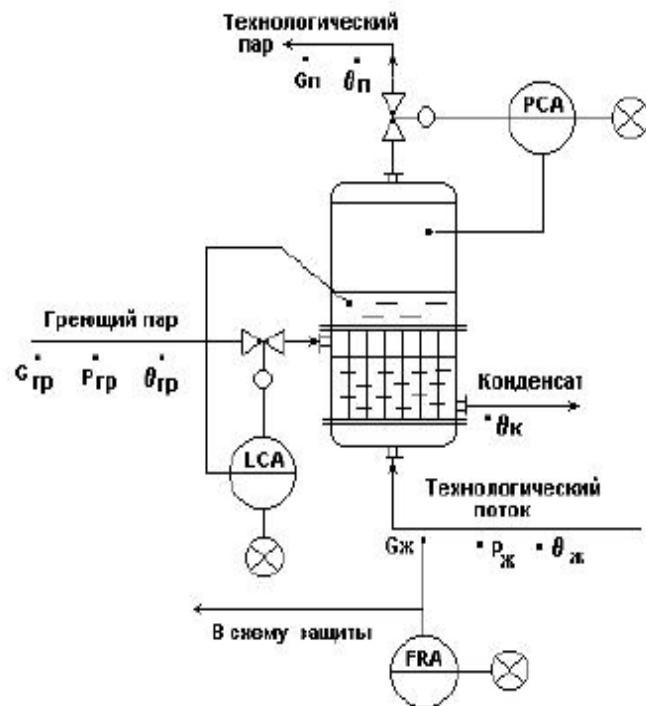 Технологический
пар
Gп θп
PCA
Греющий пар
Gгр Pгр θгр
Конденсат
θк
LCA
Технологический
поток
Gж Pж θж
В схему защиты
FRA